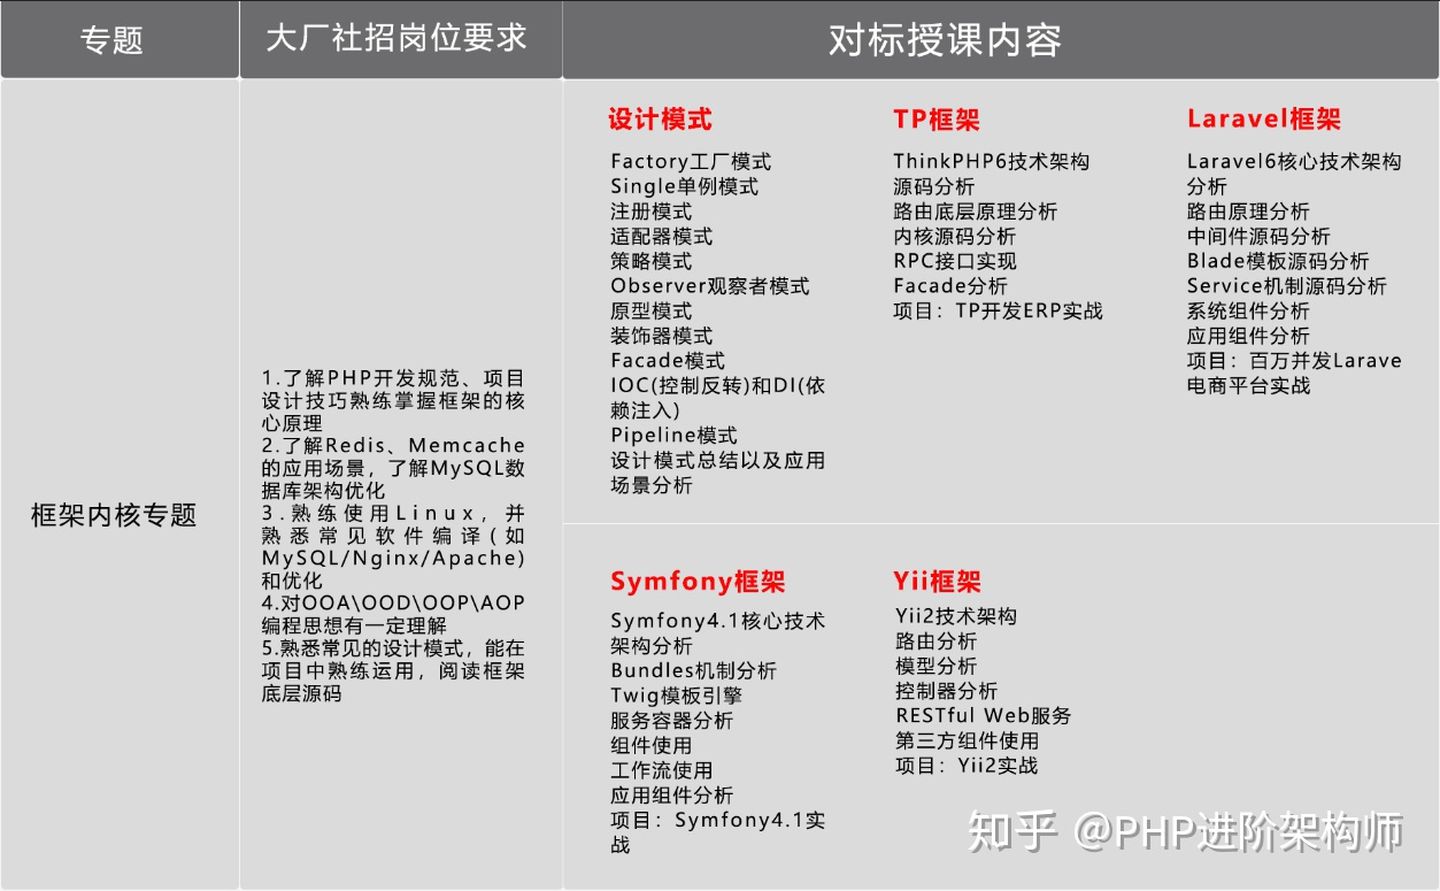 专题
大厂社招岗位要求
对标授课内容
框架内核专题
1.了解PHP开发规范、项目
设计技巧熟练掌握框架的核
心原理
2.了解Redis、Memcache
的应用场景，了解MySQL数
据库架构优化
3.熟练使用Linux，并
熟悉常见软件编译(如
MySQL/Nginx/Apache)
和优化
4.对OOA\OOD\OOP\AOP
编程思想有一定理解
5.熟悉常见的设计模式，能在
项目中熟练运用，阅读框架
底层源码
设计模式
Factory工厂模式
Single单例模式
注册模式
适配器模式
策略模式
Observer观察者模式
原型模式
装饰器模式
Facade模式
IOC(控制反转)和DI(依
赖注入)
Pipeline模式
设计模式总结以及应用
场景分析
TP框架
ThinkPHP6技术架构
源码分析
路由底层原理分析
内核源码分析
RPC接口实现
Facade分析
项目：TP开发ERP实战
Laravel框架
Laravel6核心技术架构
分析
路由原理分析
中间件源码分析
Blade模板源码分析
Service机制源码分析
系统组件分析
应用组件分析
项目：百万并发Larave
电商平台实战
Symfony框架
Symfony4.1核心技术
架构分析
Bundles机制分析
Twig模板引擎
服务容器分析
组件使用
工作流使用
应用组件分析
项目：Symfony4.1实
战
Yii框架
Yii2技术架构
路由分析
模型分析
控制器分析
RESTful Web服务
第三方组件使用
项目：Yii2实战
知乎 @PHP进阶架构师